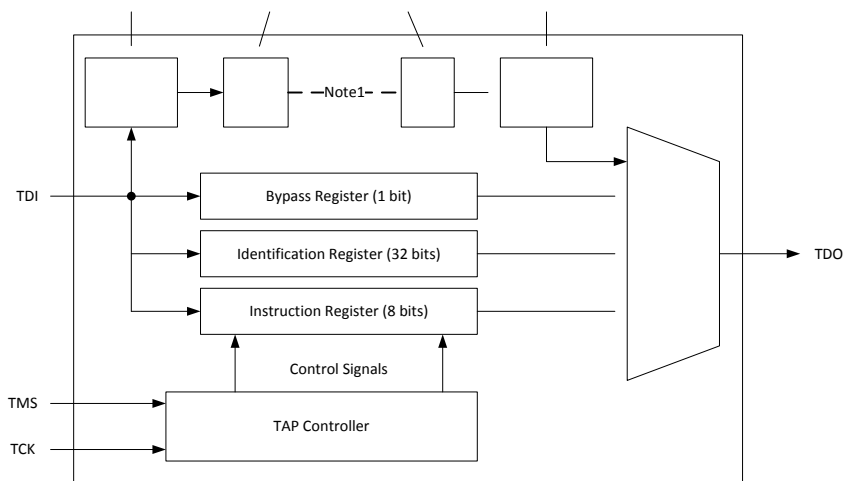 Note1
TDI
Bypass Register (1 bit)
Identification Register (32 bits)
TDO
Instruction Register (8 bits)
Control Signals
TMS
TAP Controller
TCK